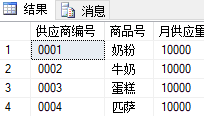 结果 消息
供应商编号 商品号 月供应量
1 0001 奶粉 10000
2 0002 牛奶 10000
3 0003 蛋糕 10000
4 0004 匹萨 10000